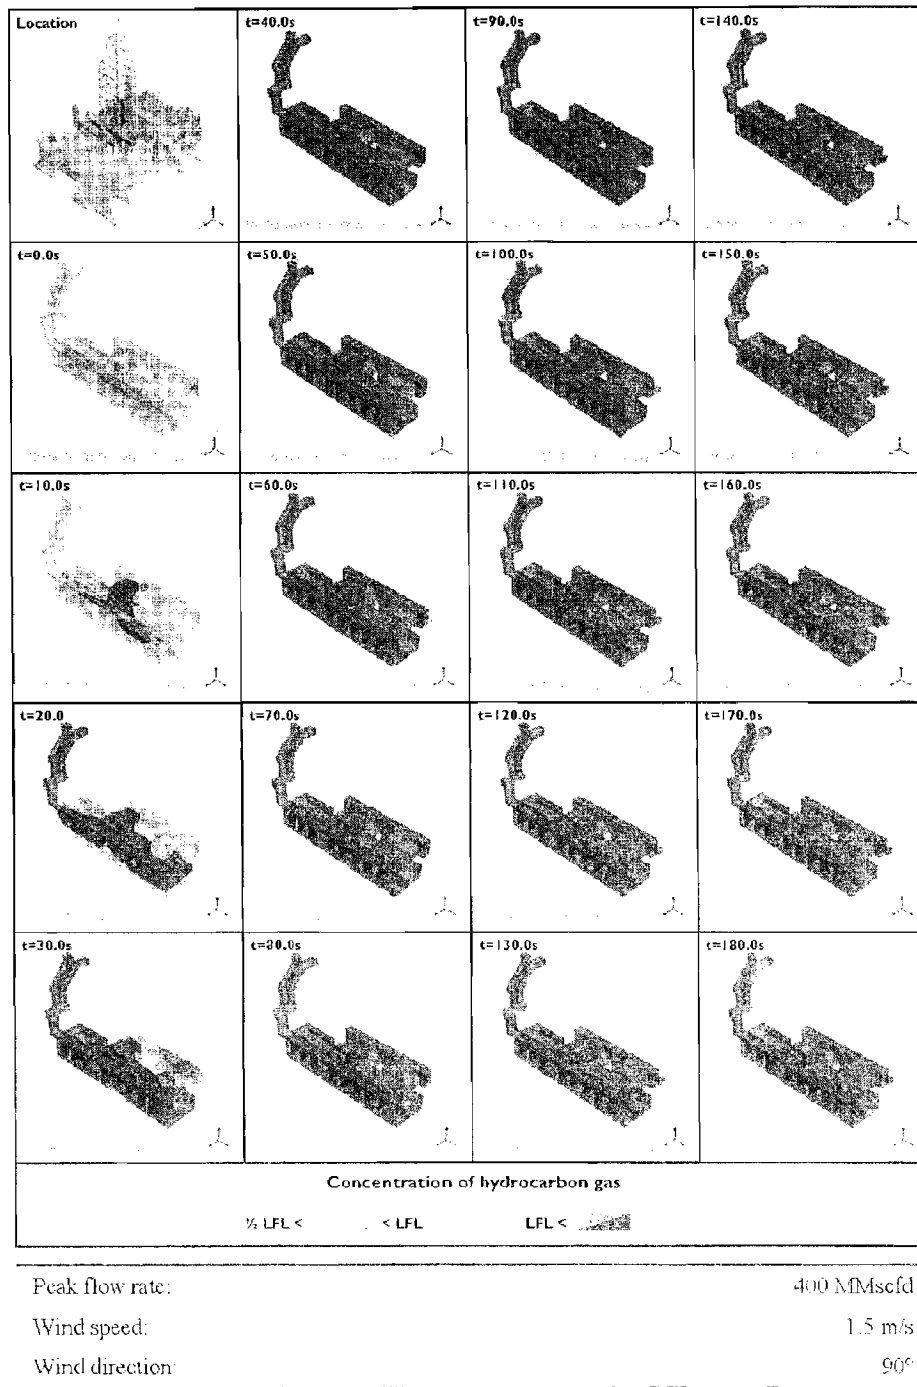 Location
t=40.0s
t=90.0s
t=140.0s
t=0.0s
t=50.0s
t=100.0s
t=150.0s
t=10.0s
t=60.0s
t=110.0s
t=160.0s
t=20.0
t=70.0s
t=120.0s
t=170.0s
t=30.0s
t=80.0s
t=130.0s
t=180.0s
Concentration of hydrocarbon gas
½ LFL < < LFL LFL <
Peak flow rate: 400 MMscfd
Wind speed: 1.5 m/s
Wind direction 90°